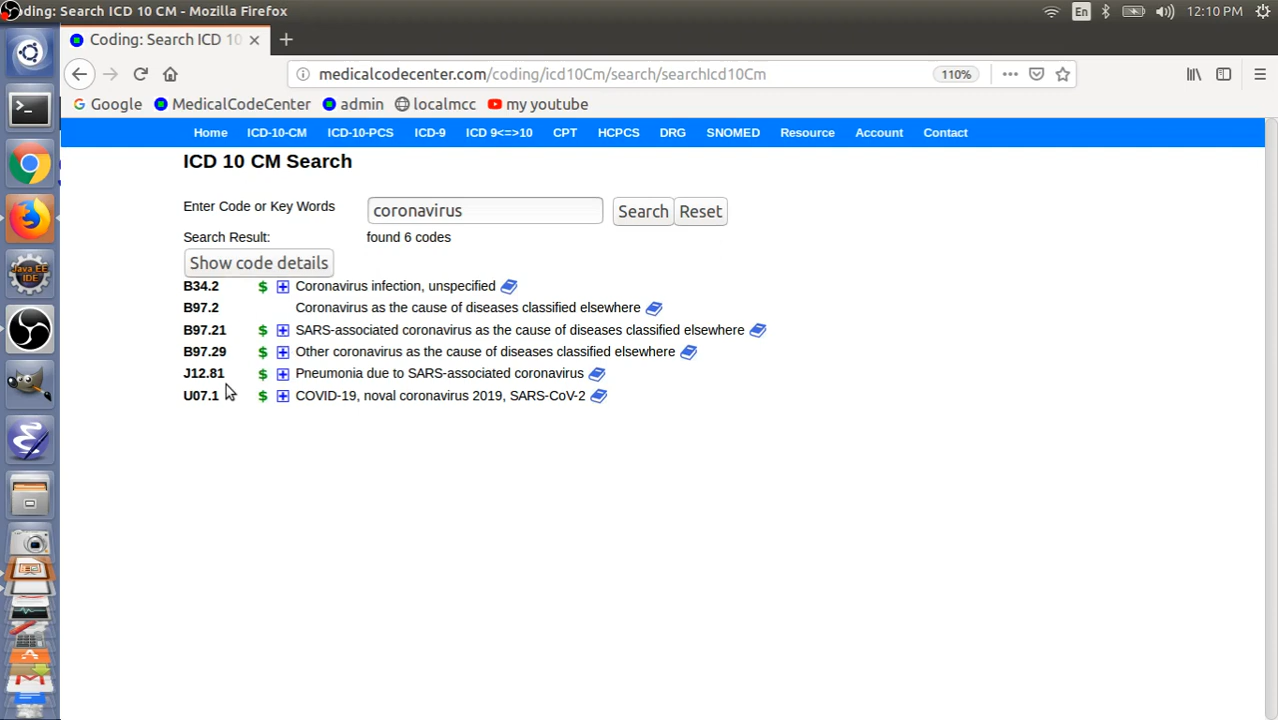 oding: Search ICD 10 CM - Mozilla Firefox
En
12:10 PM
Coding: Search ICD 10
medicalcodecenter.com/coding/icd10Cm/search/searchIcd10Cm
110%
Google MedicalCodeCenter admin localmcc my youtube
Home ICD-10-CM ICD-10-PCS ICD-9 ICD 9<=>10 CPT HCPCS DRG SNOMED Resource Account Contact
ICD 10 CM Search
Enter Code or Key Words coronavirus Search Reset
Search Result: found 6 codes
Show code details
B34.2 $ Coronavirus infection, unspecified
B97.2 Coronavirus as the cause of diseases classified elsewhere
B97.21 $ SARS-associated coronavirus as the cause of diseases classified elsewhere
B97.29 $ Other coronavirus as the cause of diseases classified elsewhere
J12.81 $ Pneumonia due to SARS-associated coronavirus
U07.1 $ COVID-19, noval coronavirus 2019, SARS-CoV-2
Java EE
IDE